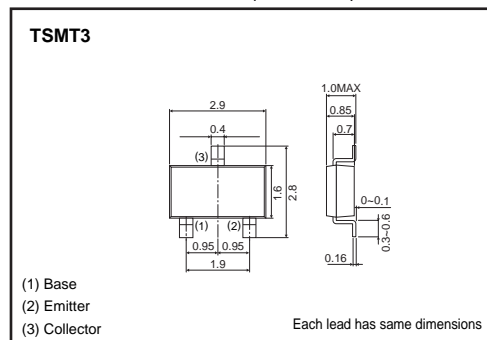 TSMT3
1.0MAX
2.9
0.85
0.4
0.7
(3)
1.6
2.8
0~0.1
(1)
(2)
0.3~0.6
0.95
0.95
0.16
1.9
(1) Base
(2) Emitter
(3) Collector
Each lead has same dimensions